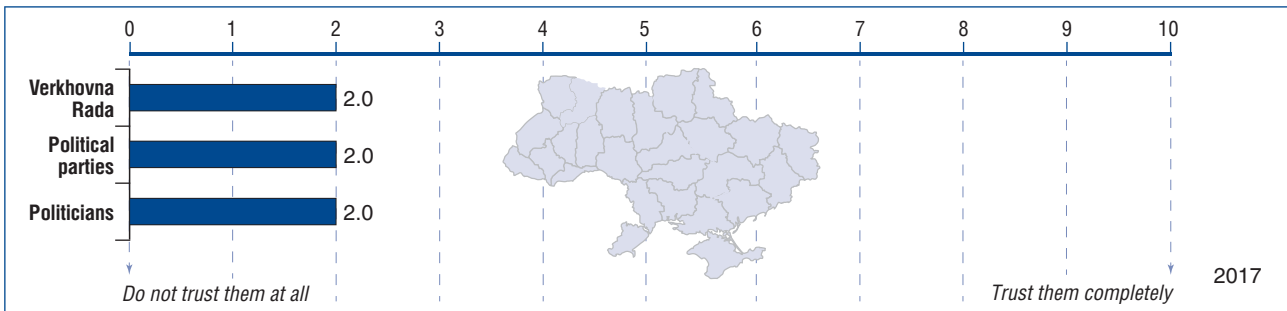 0 1 2 3 4 5 6 7 8 9 10
Verkhovna
Rada
2.0
Political
parties
2.0
Politicians
2.0
Do not trust them at all
Trust them completely
2017